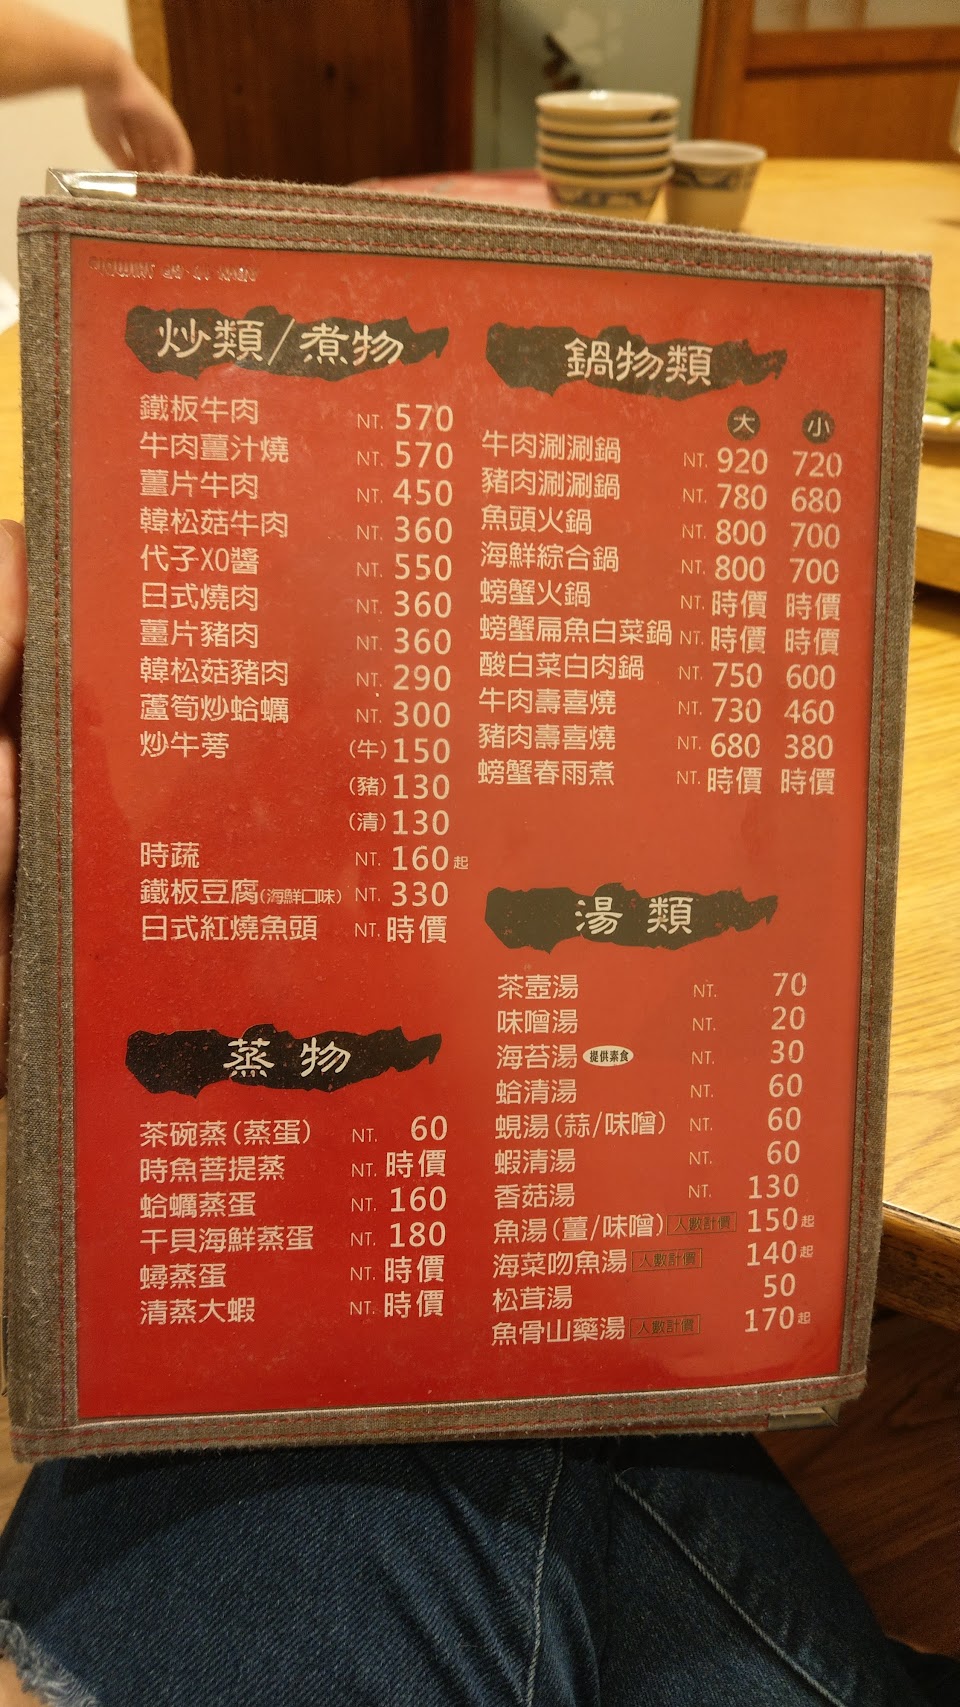 炒類/煮物
鐵板牛肉 NT. 570
牛肉薑汁燒 NT. 570
薑片牛肉 NT. 450
韓松菇牛肉 NT. 360
代子XO醬 NT. 550
日式燒肉 NT. 360
薑片豬肉 NT. 360
韓松菇豬肉 NT. 290
蘆筍炒蛤蠣 NT. 300
炒牛蒡 (牛)150
(豬)130
(清)130
時蔬 NT. 160起
鐵板豆腐(海鮮口味) NT. 330
日式紅燒魚頭 NT. 時價
蒸物
茶碗蒸(蒸蛋) NT. 60
時魚菩提蒸 NT. 時價
蛤蠣蒸蛋 NT. 160
干貝海鮮蒸蛋 NT. 180
蟳蒸蛋 NT. 時價
清蒸大蝦 NT. 時價
鍋物類
大 小
牛肉涮涮鍋 NT. 920 720
豬肉涮涮鍋 NT. 780 680
魚頭火鍋 NT. 800 700
海鮮綜合鍋 NT. 800 700
螃蟹火鍋 NT. 時價 時價
螃蟹扁魚白菜鍋 NT. 時價 時價
酸白菜白肉鍋 NT. 750 600
牛肉壽喜燒 NT. 730 460
豬肉壽喜燒 NT. 680 380
螃蟹春雨煮 NT. 時價 時價
湯類
茶壺湯 NT. 70
味噌湯 NT. 20
海苔湯 提供素食 NT. 30
蛤清湯 NT. 60
蜆湯(蒜/味噌) NT. 60
蝦清湯 NT. 60
香菇湯 NT. 130
魚湯(薑/味噌) 人數計價 150起
海菜吻魚湯 人數計價 140起
松茸湯 50
魚骨山藥湯 人數計價 170起